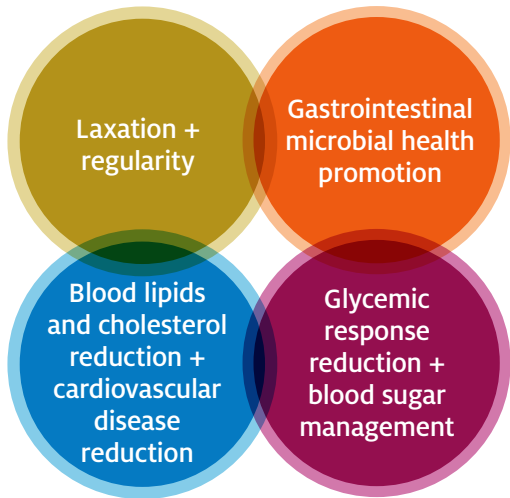 Laxation +
regularity
Gastrointestinal
microbial health
promotion
Blood lipids
and cholesterol
reduction +
cardiovascular
disease
reduction
Glycemic
response
reduction +
blood sugar
management